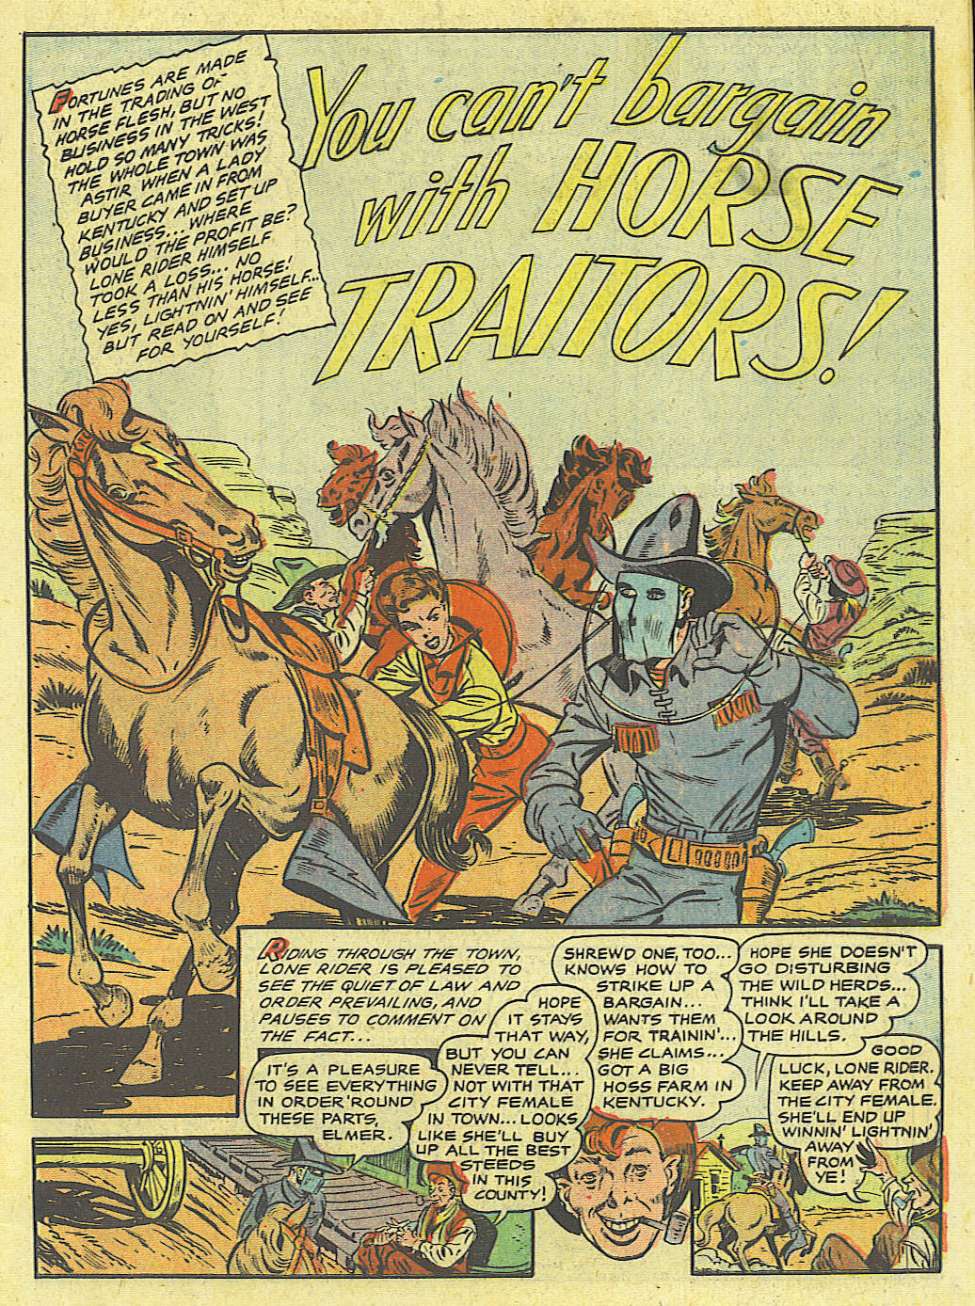 FORTUNES ARE MADE
IN THE TRADING OF
HORSE FLESH, BUT NO
BUSINESS IN THE WEST
HOLD SO MANY TRICKS!
THE WHOLE TOWN WAS
ASTIR WHEN A LADY
BUYER CAME IN FROM
KENTUCKY AND SET UP
BUSINESS... WHERE
WOULD THE PROFIT BE?
LONE RIDER HIMSELF
TOOK A LOSS... NO
LESS THAN HIS HORSE!
YES, LIGHTNIN' HIMSELF...
BUT READ ON AND SEE
FOR YOURSELF!
You can't bargain
with HORSE
TRAITORS!
RIDING THROUGH THE TOWN,
LONE RIDER IS PLEASED TO
SEE THE QUIET OF LAW AND
ORDER PREVAILING, AND
PAUSES TO COMMENT ON
THE FACT...
IT'S A PLEASURE
TO SEE EVERYTHING
IN ORDER 'ROUND
THESE PARTS,
ELMER.
HOPE
IT STAYS
THAT WAY,
BUT YOU CAN
NEVER TELL...
NOT WITH THAT
CITY FEMALE
IN TOWN... LOOKS
LIKE SHE'LL BUY
UP ALL THE BEST
STEEDS
IN THIS
COUNTY!
SHREWD ONE, TOO...
KNOWS HOW TO
STRIKE UP A
BARGAIN...
WANTS THEM
FOR TRAININ'...
SHE CLAIMS...
GOT A BIG
HOSS FARM IN
KENTUCKY.
HOPE SHE DOESN'T
GO DISTURBING
THE WILD HERDS...
THINK I'LL TAKE A
LOOK AROUND
THE HILLS.
GOOD
LUCK, LONE RIDER.
KEEP AWAY FROM
THE CITY FEMALE.
SHE'LL END UP
WINNIN' LIGHTNIN'
AWAY
FROM
YE!